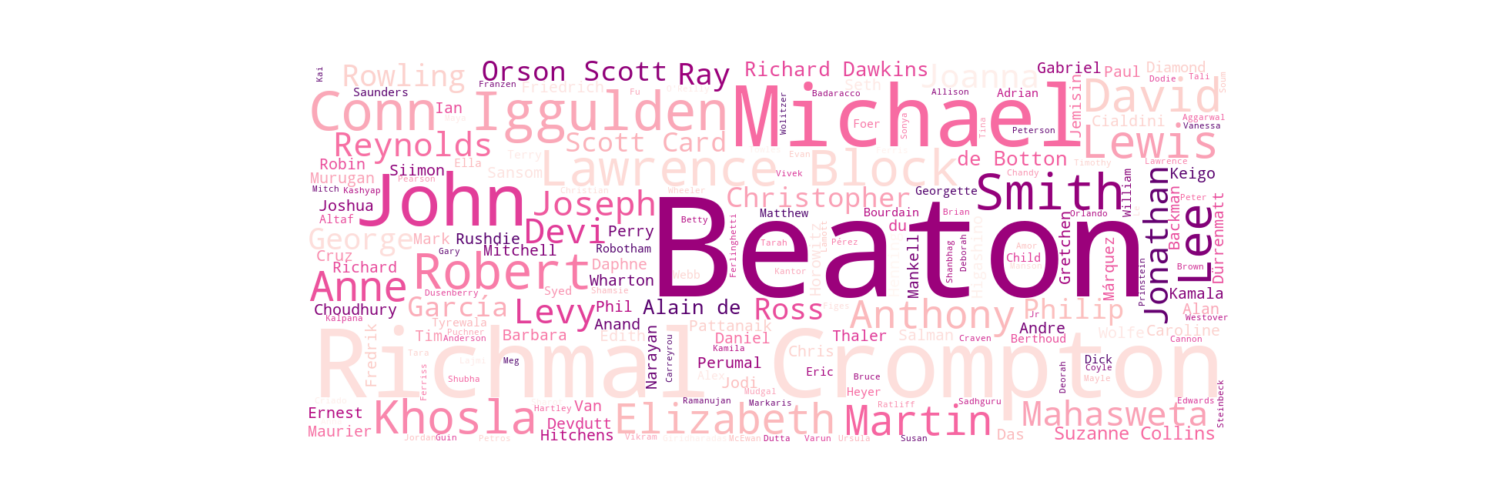 Kai
Rowling
Saunders
Franzen
Orson Scott
Friedrich
Fu
Ray
Richard Dawkins
Seth
Joanna
Gabriel
Paul
Diamond
Dodie
Tali
Conn Iggulden
Ian
Michael
Badaracco
Allison
Adrian
David
Jemisin
Cialdini
Aggarwal
Vanessa
Wolitzer
Foer
Sonya
Tina
Peterson
Reynolds
Scott Card
Terry
Evan
Lewis
Robin
Siimon
Ella
Sansom
Lawrence Block
de Botton
Timothy
Lawrence
Murugan
Pearson
Vivek
Chandy
Keigo
Mitch
Kashyap
Christian
Wheeler
Christopher
Georgette
Smith
William
Backman
Peter
Joshua
John
Joseph
Beaton
Matthew
Bourdain
Brian
Orlando
Jonathan
Lee
Dürrenmatt
Altaf
Betty
du
George
Mark
Rushdie
Devi
Perry
Ferlinghetti
Tarah
Pérez
Shanbhag
Deborah
Amor
Gretchen
Márquez
Gary
Mitchell
Robotham
Cruz
Richard
Robert
Daphne
Webb
Kantor
Horowitz
Mankell
Child
Brown
Anne
Wharton
Prinstein
Kamala
Dusenberry
Syed
Shamsie
Choudhury
García
Levy
Phil
Alain de
Ross
Anthony
Philip
Jr
Alan
Westover
Kalpana
Tyrewala
Anand
Pattanaik
Andre
Fredrik
Tim
Puchner
Anderson
Barbara
Edith
Narayan
Daniel
Thaler
Salman
Craven
Berthoud
Wolfe
Caroline
Cannon
Tara
Meg
Carreyrou
Kamila
Chris
Richmal Crompton
Perumal
Eric
Bruce
Dick
Coyle
Mayle
Deorah
Ferriss
Shubha
Alex
Jodi
Mudgal
Heyer
Steinbeck
Ernest
Khosla
Hartley
Van
Ramanujan
Markaris
Ratliff
Sadhguru
Edwards
Maurier
Devdutt
Elizabeth
Martin
Mahasweta
Hitchens
Jordan
Guin
Petros
Vikram
McEwan
Dutta
Varun
Ursula
Susan
Das
Suzanne Collins